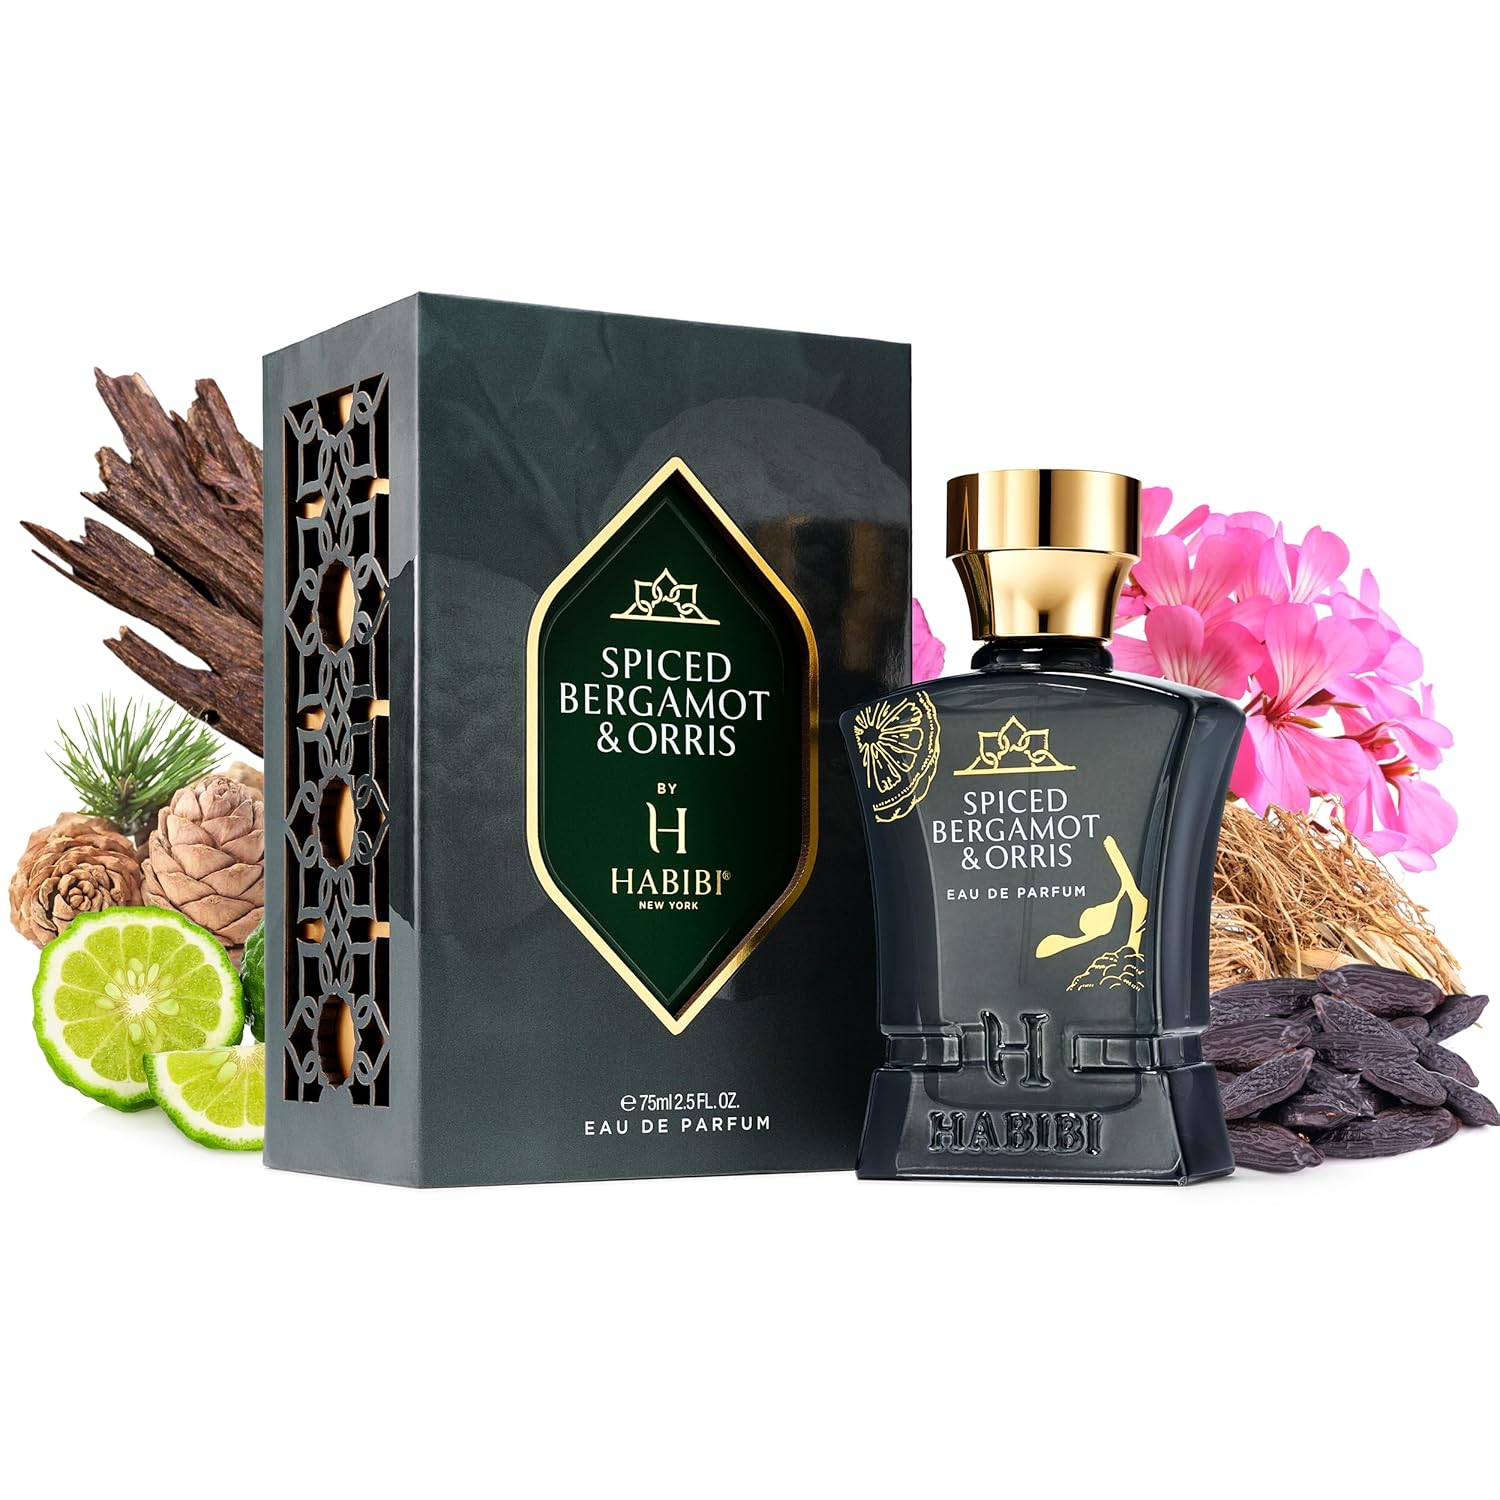 SPICED
BERGAMOT
& ORRIS
BY
H
HABIBI®
NEW YORK
℮ 75ml 2.5 FL. OZ.
EAU DE PARFUM
SPICED
BERGAMOT
& ORRIS
EAU DE PARFUM
H
HABIBI